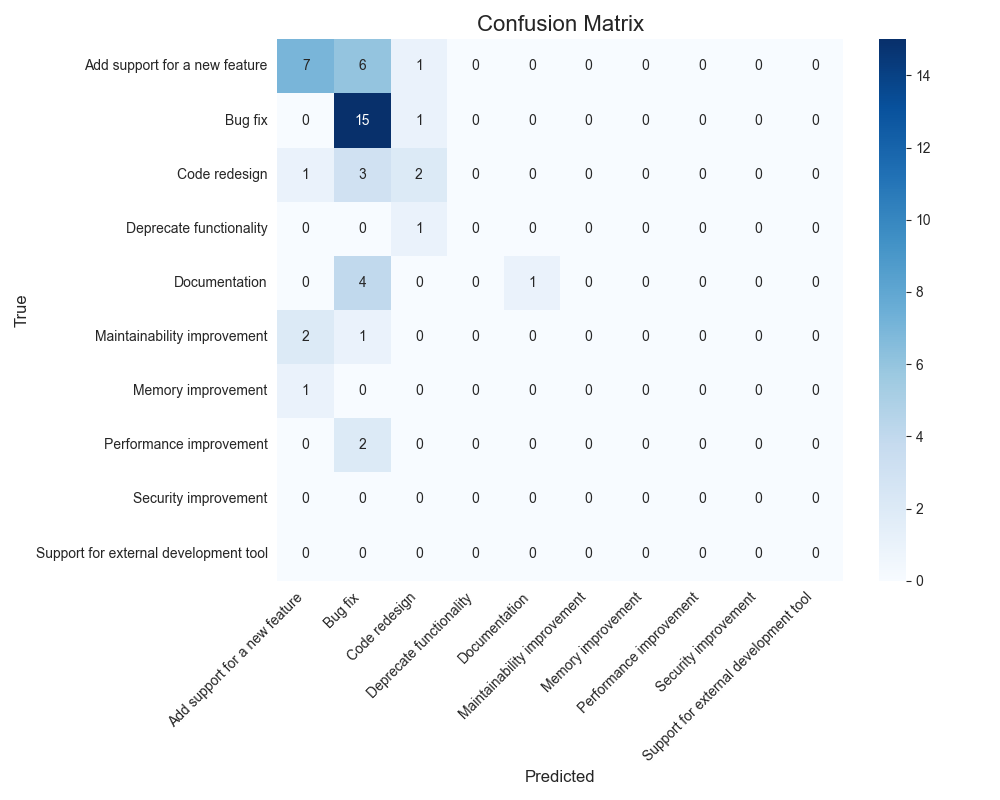 Confusion Matrix
Add support for a new feature 7 6 1 0 0 0 0 0 0 0
Bug fix 0 15 1 0 0 0 0 0 0 0
Code redesign 1 3 2 0 0 0 0 0 0 0
Deprecate functionality 0 0 1 0 0 0 0 0 0 0
Documentation 0 4 0 0 1 0 0 0 0 0
Maintainability improvement 2 1 0 0 0 0 0 0 0 0
Memory improvement 1 0 0 0 0 0 0 0 0 0
Performance improvement 0 2 0 0 0 0 0 0 0 0
Security improvement 0 0 0 0 0 0 0 0 0 0
Support for external development tool 0 0 0 0 0 0 0 0 0 0
True
Add support for a new feature
Bug fix
Code redesign
Deprecate functionality
Documentation
Maintainability improvement
Memory improvement
Performance improvement
Security improvement
Support for external development tool
Predicted
14
12
10
8
6
4
2
0